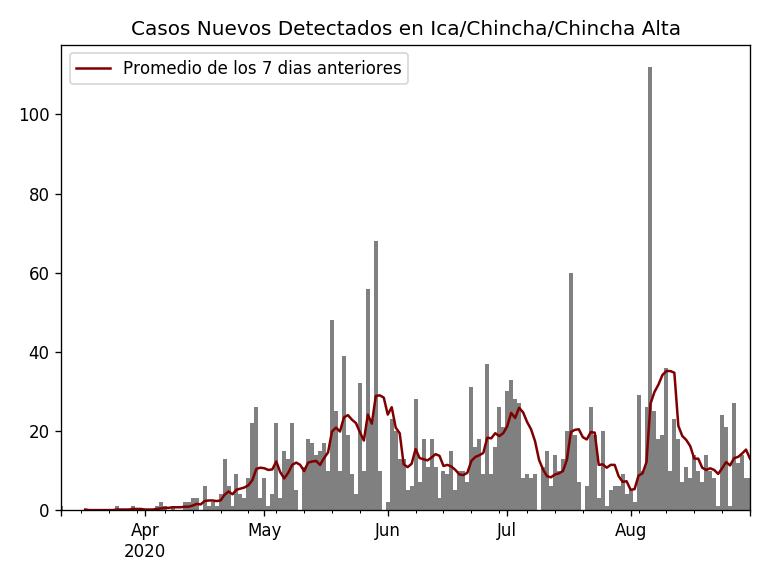 Casos Nuevos Detectados en Ica/Chincha/Chincha Alta
Promedio de los 7 dias anteriores
100
80
60
40
20
0
Apr
2020
May
Jun
Jul
Aug